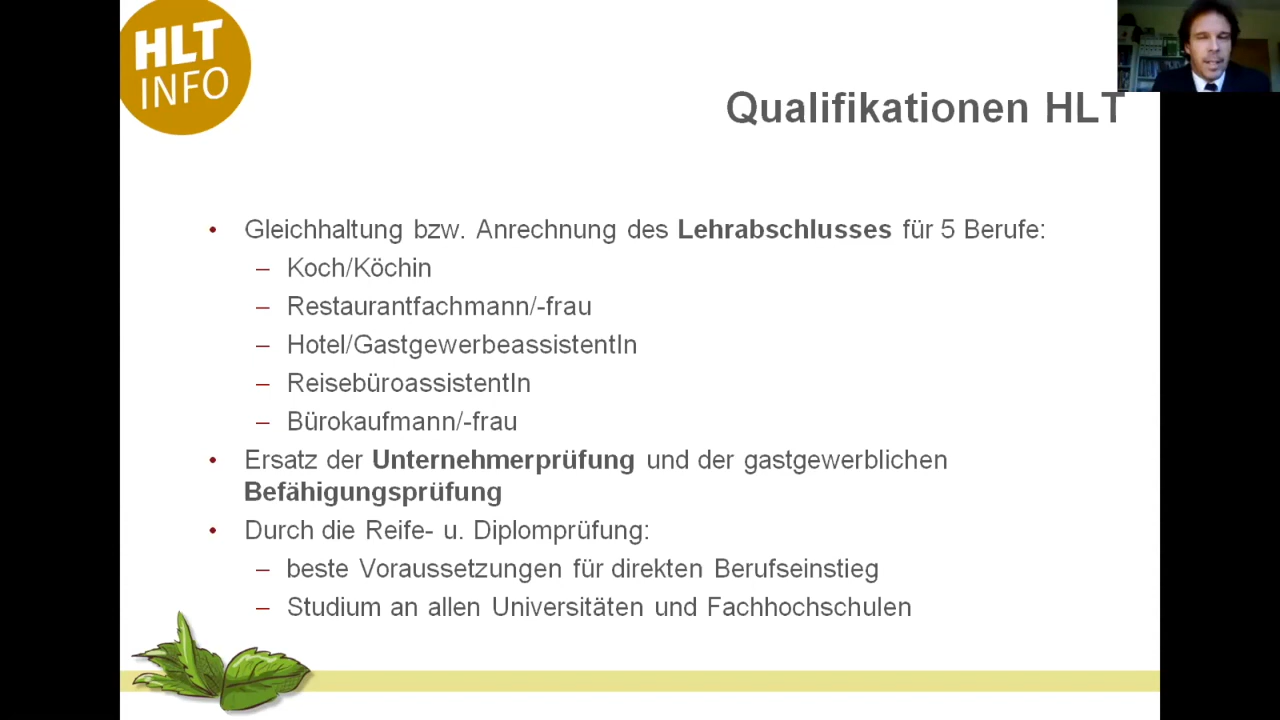 HLT
INFO
Qualifikationen HLT
• Gleichhaltung bzw. Anrechnung des Lehrabschlusses für 5 Berufe:
– Koch/Köchin
– Restaurantfachmann/-frau
– Hotel/GastgewerbeassistentIn
– ReisebüroassistentIn
– Bürokaufmann/-frau
• Ersatz der Unternehmerprüfung und der gastgewerblichen
Befähigungsprüfung
• Durch die Reife- u. Diplomprüfung:
– beste Voraussetzungen für direkten Berufseinstieg
– Studium an allen Universitäten und Fachhochschulen